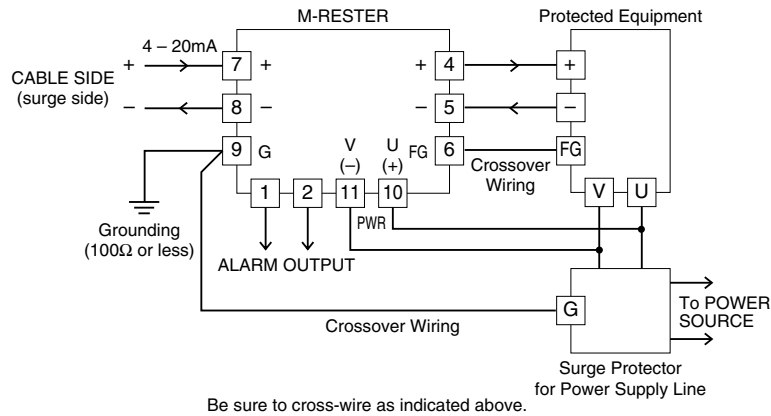 M-RESTER Protected Equipment
4 – 20mA
CABLE SIDE
(surge side)
+ 7 + + 4 +
– 8 – – 5 –
9 G V U FG 6 FG
(–) (+)
Crossover
Wiring
1 2 11 10 V U
PWR
Grounding
(100Ω or less)
ALARM OUTPUT
G
To POWER
SOURCE
Crossover Wiring
Surge Protector
for Power Supply Line
Be sure to cross-wire as indicated above.